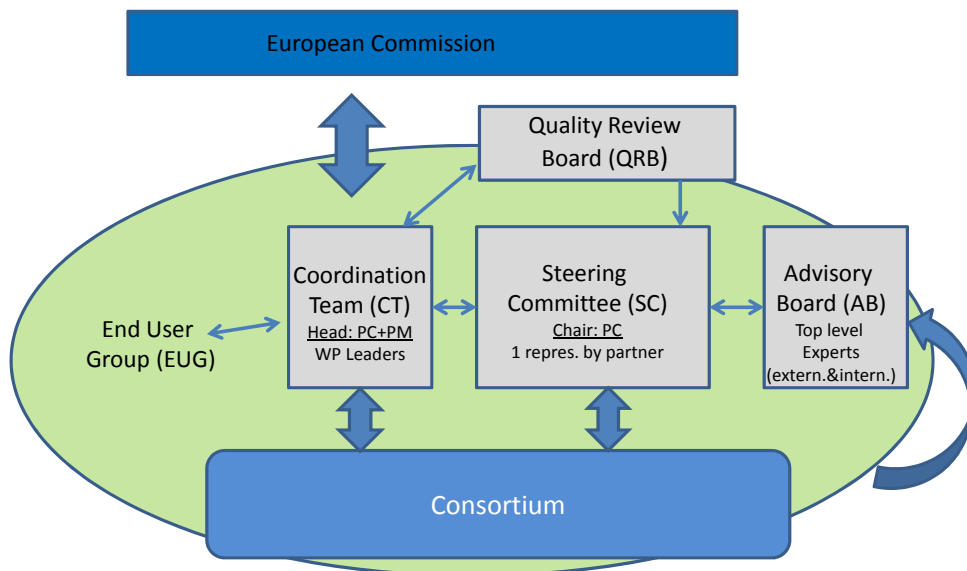 European Commission
Quality Review
Board (QRB)
Coordination
Team (CT)
Head: PC+PM
WP Leaders
Steering
Committee (SC)
Chair: PC
1 repres. by partner
Advisory
Board (AB)
Top level
Experts
(extern.&intern.)
End User
Group (EUG)
Consortium